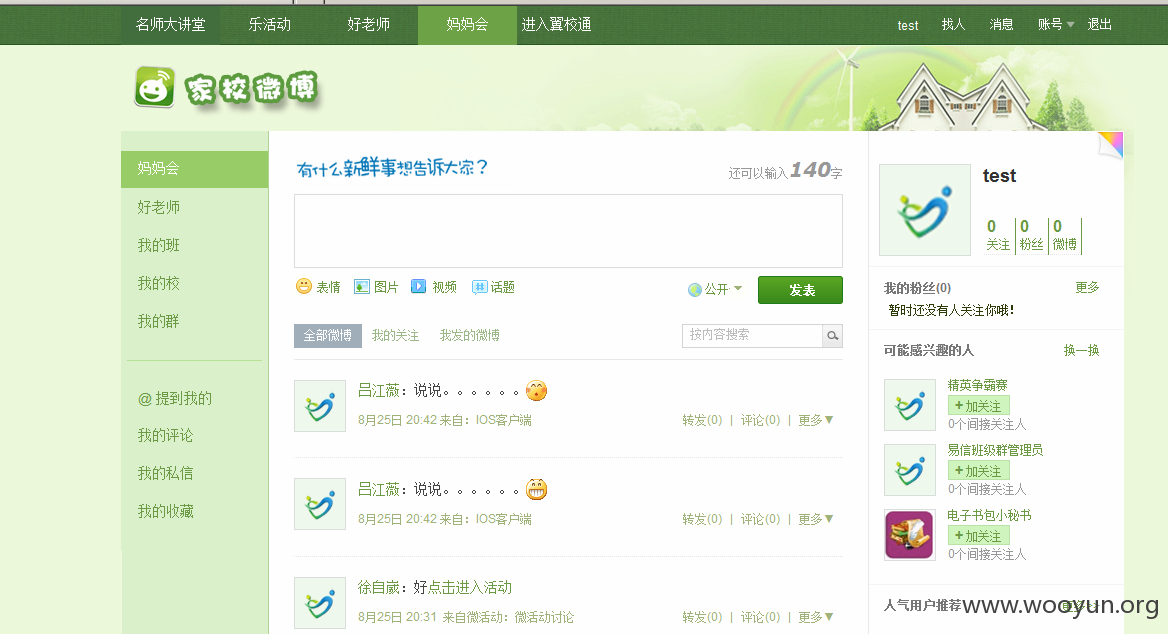 名师大讲堂 乐活动 好老师 妈妈会 进入翼校通 test 找人 消息 账号 退出
家校微博
妈妈会
好老师
我的班
我的校
我的群
@ 提到我的
我的评论
我的私信
我的收藏
有什么新鲜事想告诉大家？
还可以输入140字
表情 图片 视频 话题 公开 发表
全部微博 我的关注 我发的微博 按内容搜索
吕江薇：说说。。。。。。
8月25日 20:42 来自：IOS客户端 转发(0) | 评论(0) | 更多▼
吕江薇：说说。。。。。。
8月25日 20:42 来自：IOS客户端 转发(0) | 评论(0) | 更多▼
徐自崴：好点击进入活动
8月25日 20:31 来自微活动：微活动讨论 转发(0) | 评论(0) | 更多▼
test
0 0 0
关注 粉丝 微博
我的粉丝(0) 更多
暂时还没有人关注你哦！
可能感兴趣的人 换一换
精英争霸赛
+加关注
0个间接关注人
易信班级群管理员
+加关注
0个间接关注人
电子书包小秘书
+加关注
0个间接关注人
人气用户推荐
www.wooyun.org